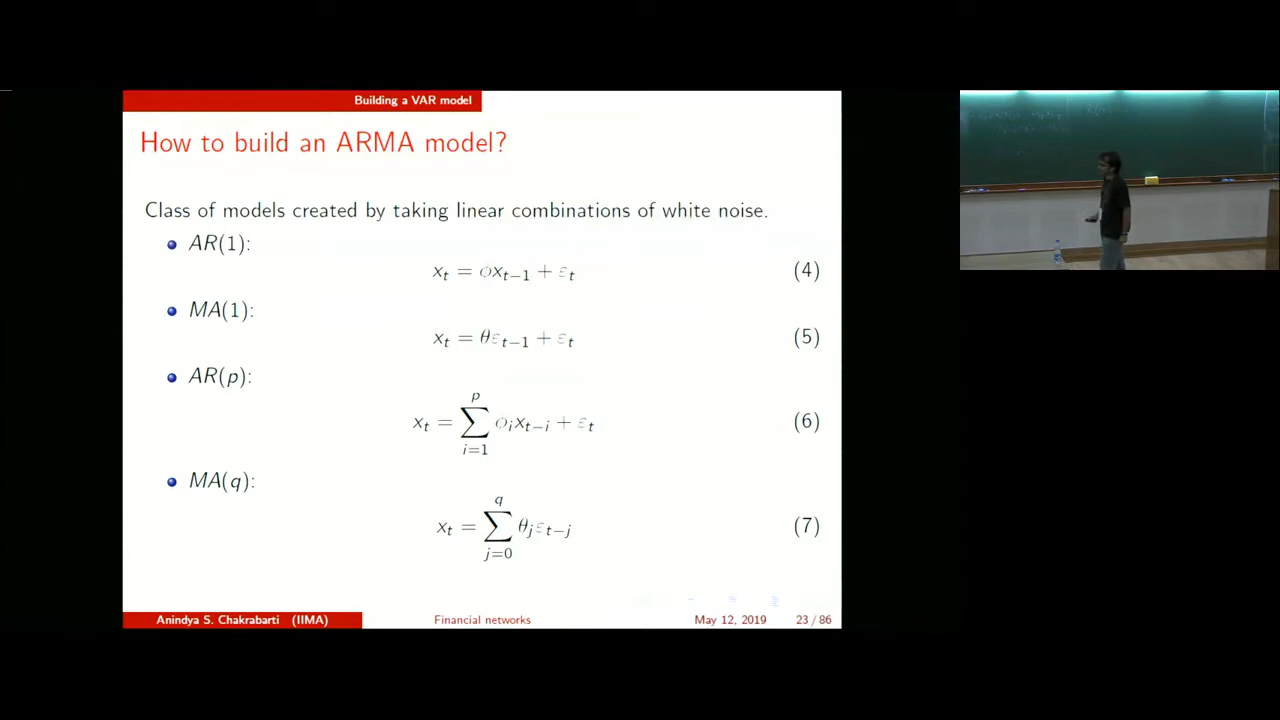 Building a VAR model
How to build an ARMA model?
Class of models created by taking linear combinations of white noise.
AR(1):
x_t = ϕx_{t−1} + ε_t (4)
MA(1):
x_t = θε_{t−1} + ε_t (5)
AR(p):
x_t = \sum_{i=1}^{p} ϕ_i x_{t−i} + ε_t (6)
MA(q):
x_t = \sum_{j=0}^{q} θ_j ε_{t−j} (7)
Anindya S. Chakrabarti (IIMA) Financial networks May 12, 2019 23 / 86